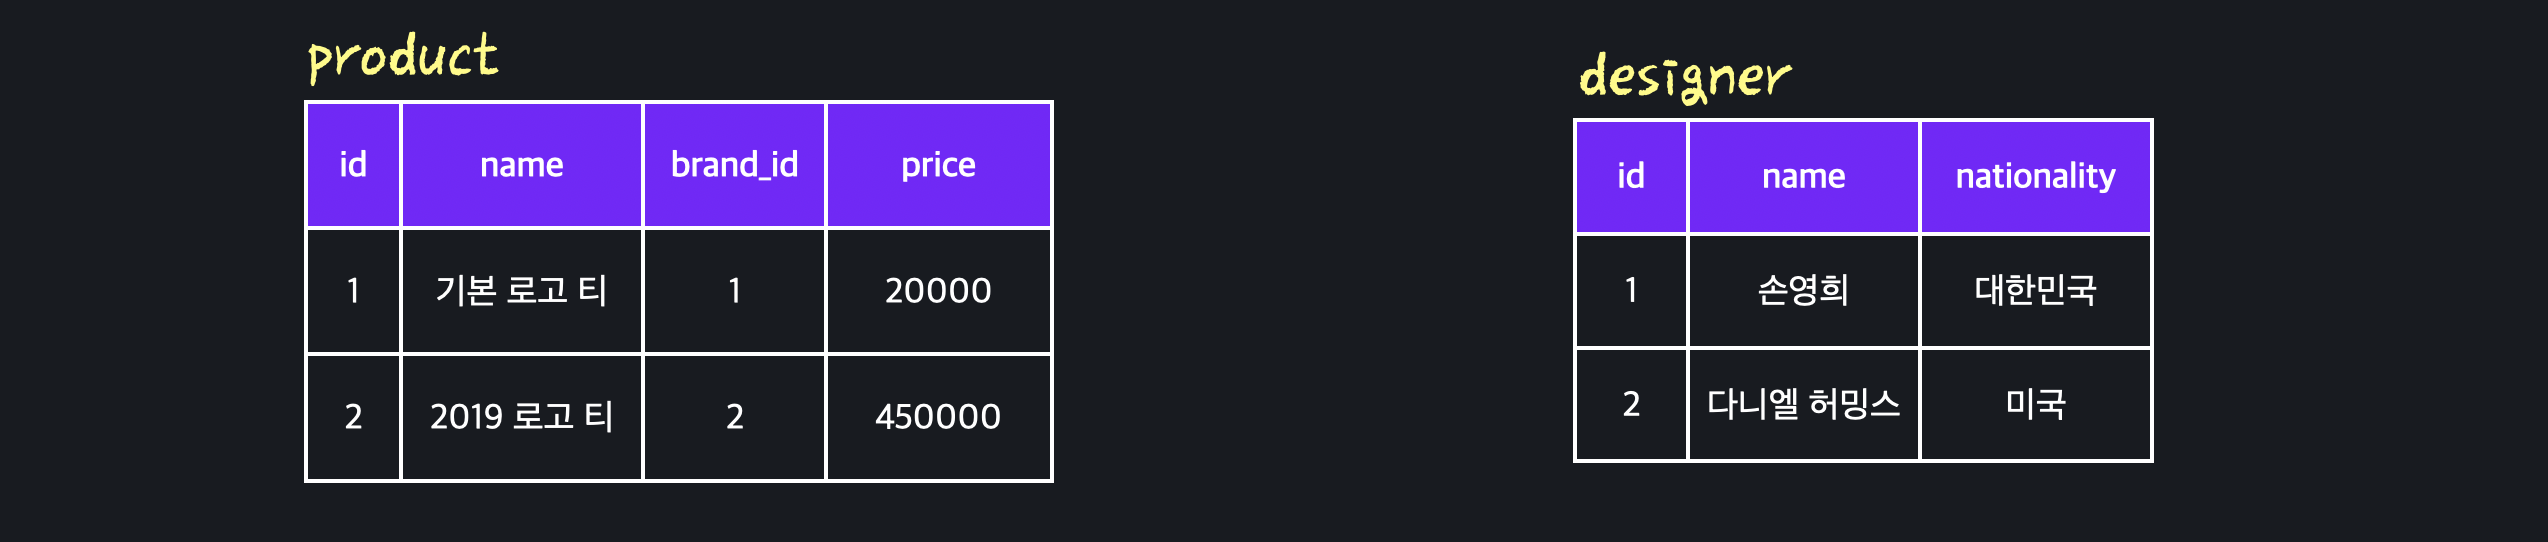 product
id name brand_id price
1 기본 로고 티 1 20000
2 2019 로고 티 2 450000
designer
id name nationality
1 손영희 대한민국
2 다니엘 허밍스 미국